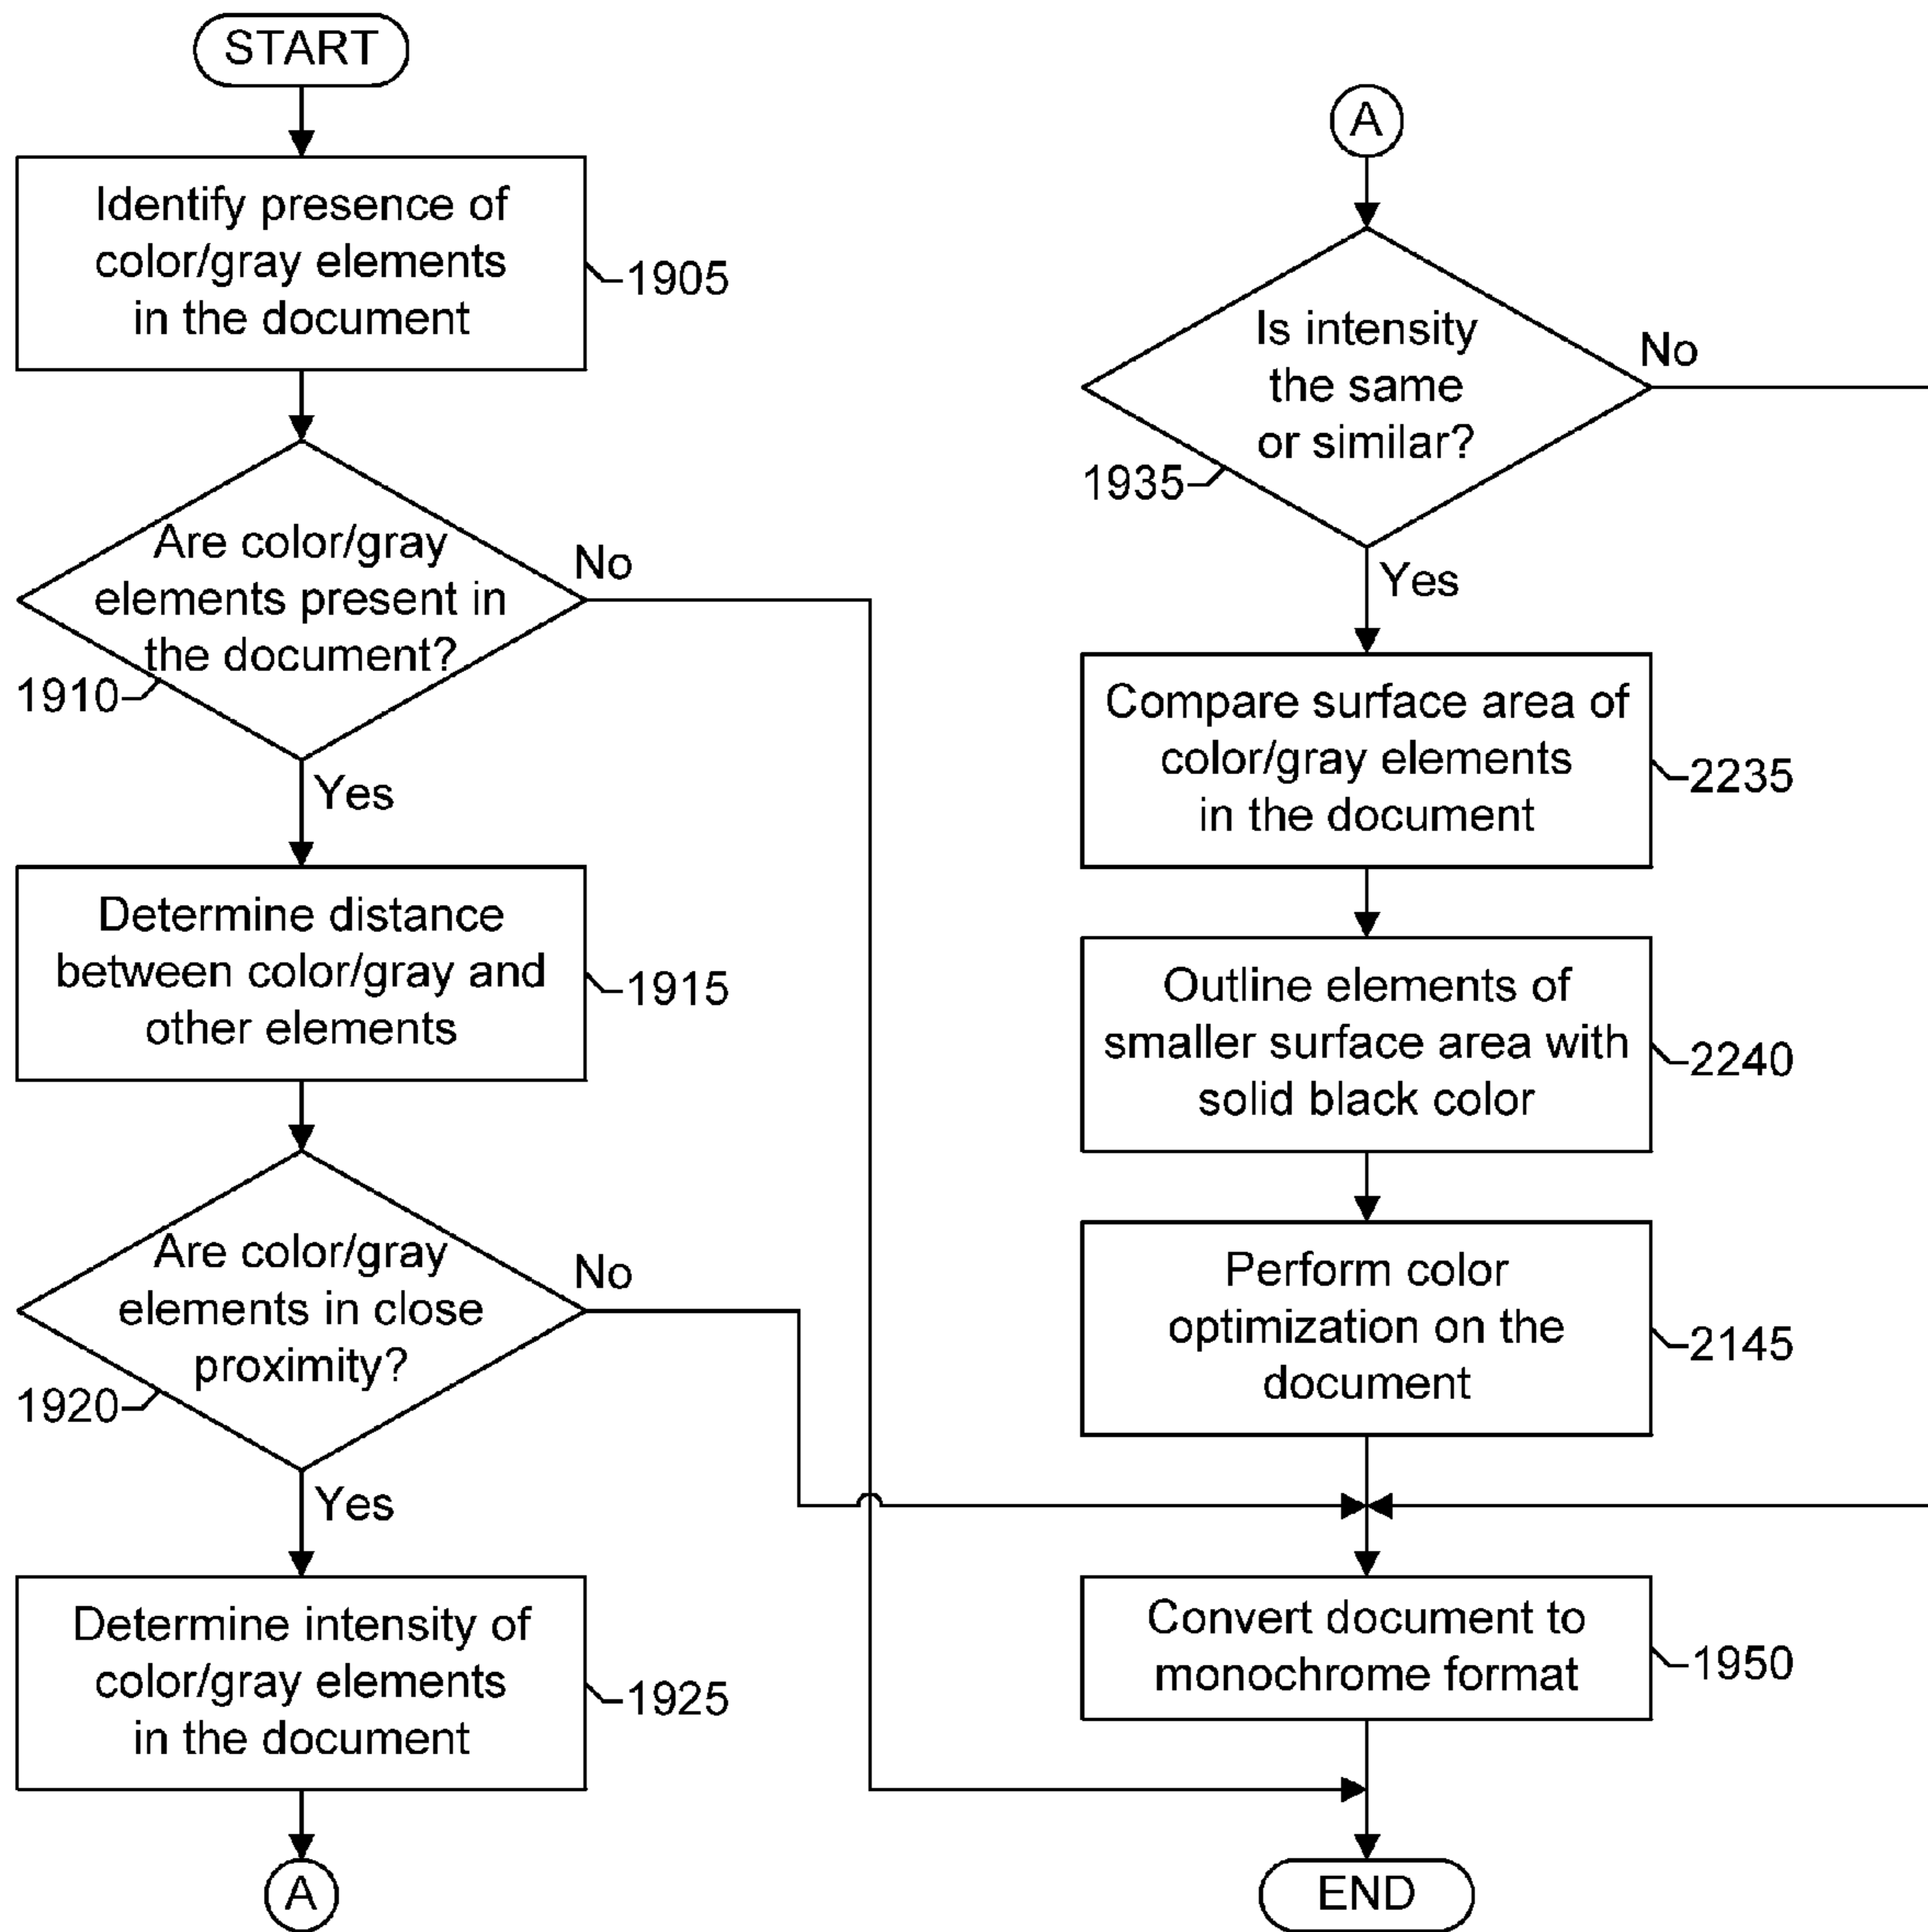 START
Identify presence of
color/gray elements
in the document
1905
Are color/gray
elements present in
the document?
1910
No
Yes
Determine distance
between color/gray and
other elements
1915
Are color/gray
elements in close
proximity?
1920
No
Yes
Determine intensity of
color/gray elements
in the document
1925
A
A
Is intensity
the same
or similar?
1935
No
Yes
Compare surface area of
color/gray elements
in the document
2235
Outline elements of
smaller surface area with
solid black color
2240
Perform color
optimization on the
document
2145
Convert document to
monochrome format
1950
END